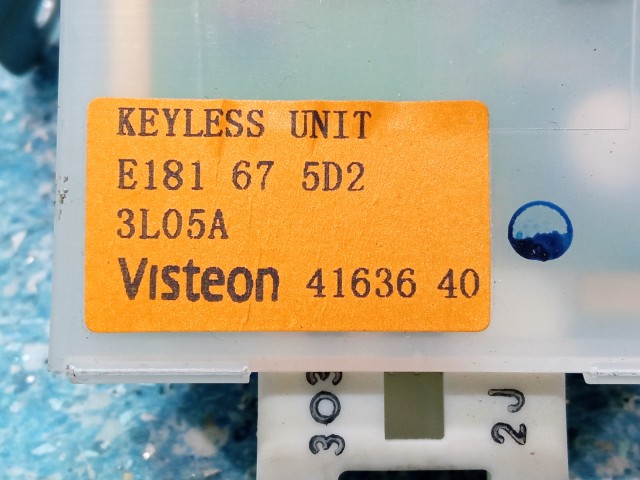 KEYLESS UNIT
E181 67 5D2
3L05A
Visteon 41636 40
303
2J